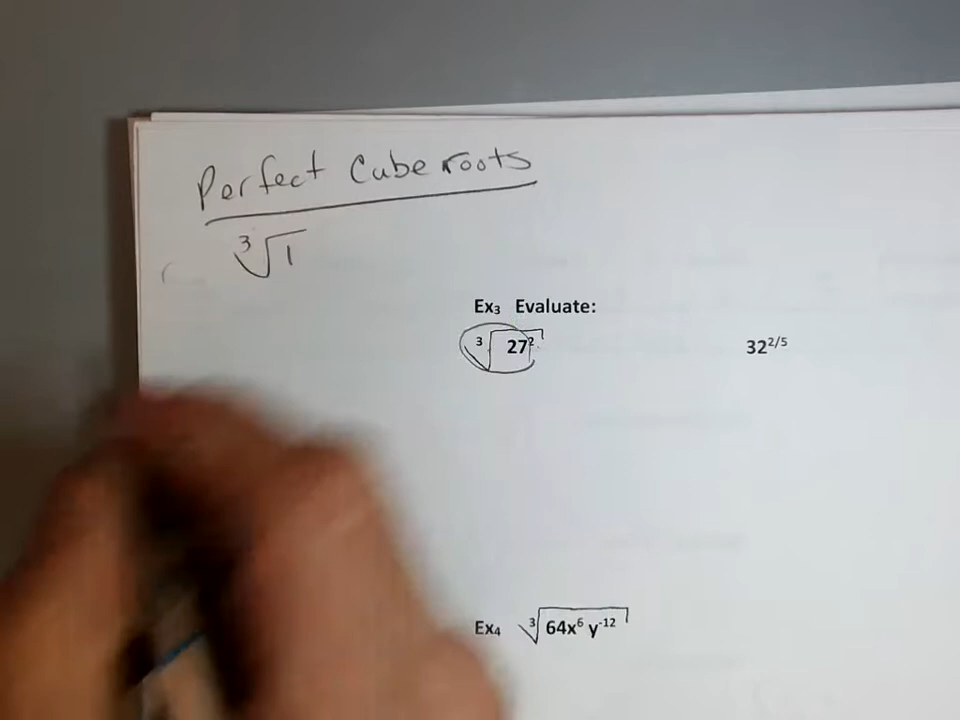 Perfect Cube roots
∛1
Ex3 Evaluate:
∛27² 32^2/5
Ex4 ∛64x⁶ y⁻¹²